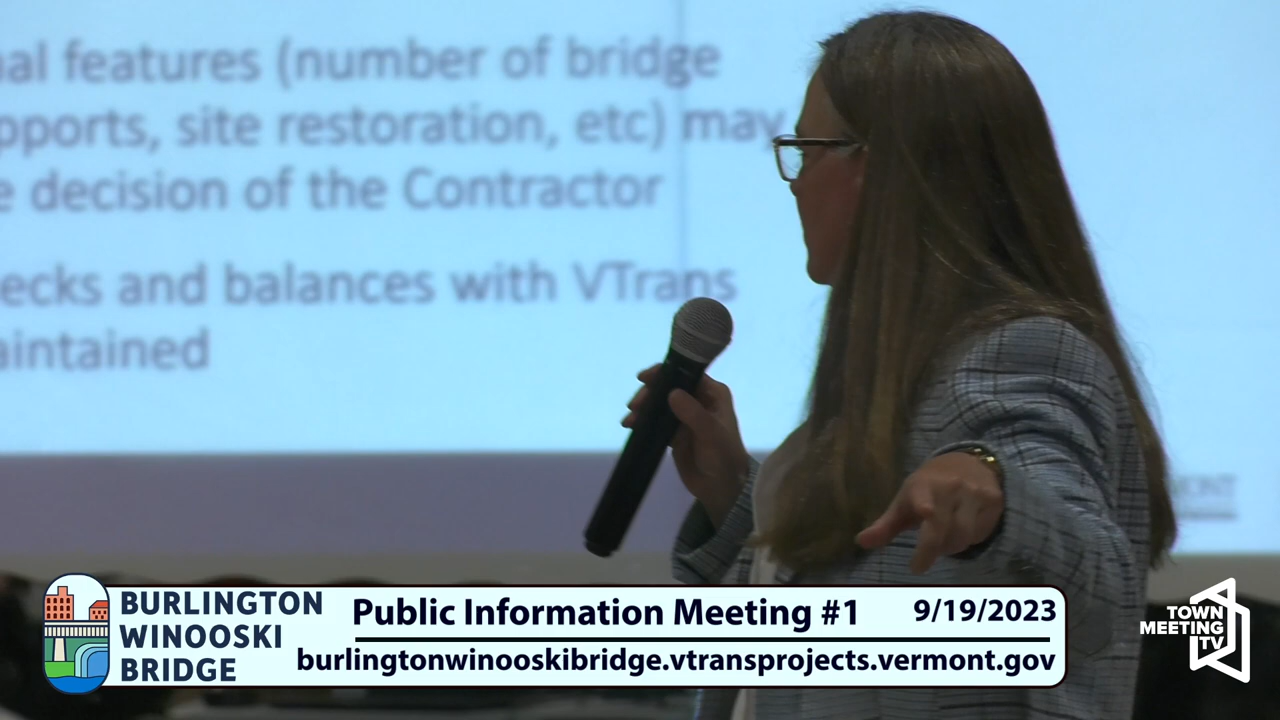 al features (number of bridge
pports, site restoration, etc) may
e decision of the Contractor
ecks and balances with VTrans
aintained
BURLINGTON
WINOOSKI
BRIDGE
Public Information Meeting #1
9/19/2023
burlingtonwinooskibridge.vtransprojects.vermont.gov
TOWN
MEETING
TV